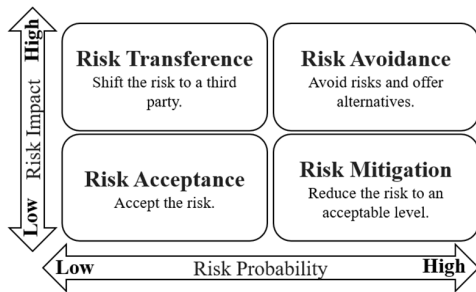 High
Risk Impact
Low
Risk Transference
Shift the risk to a third
party.
Risk Avoidance
Avoid risks and offer
alternatives.
Risk Acceptance
Accept the risk.
Risk Mitigation
Reduce the risk to an
acceptable level.
Low Risk Probability High